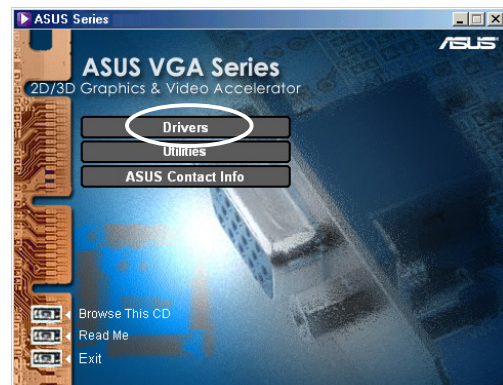 ASUS Series
ASUS
ASUS VGA Series
2D/3D Graphics & Video Accelerator
Drivers
Utilities
ASUS Contact Info
Browse This CD
Read Me
Exit